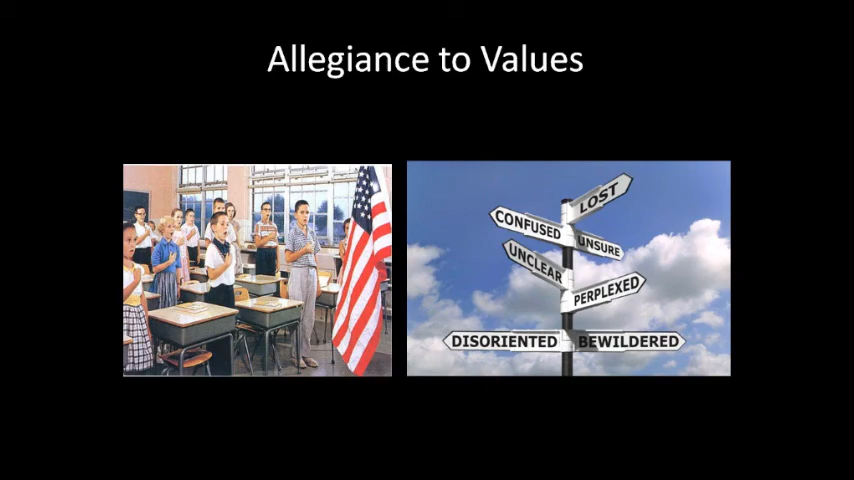 Allegiance to Values
LOST
CONFUSED
UNSURE
UNCLEAR
PERPLEXED
DISORIENTED
BEWILDERED